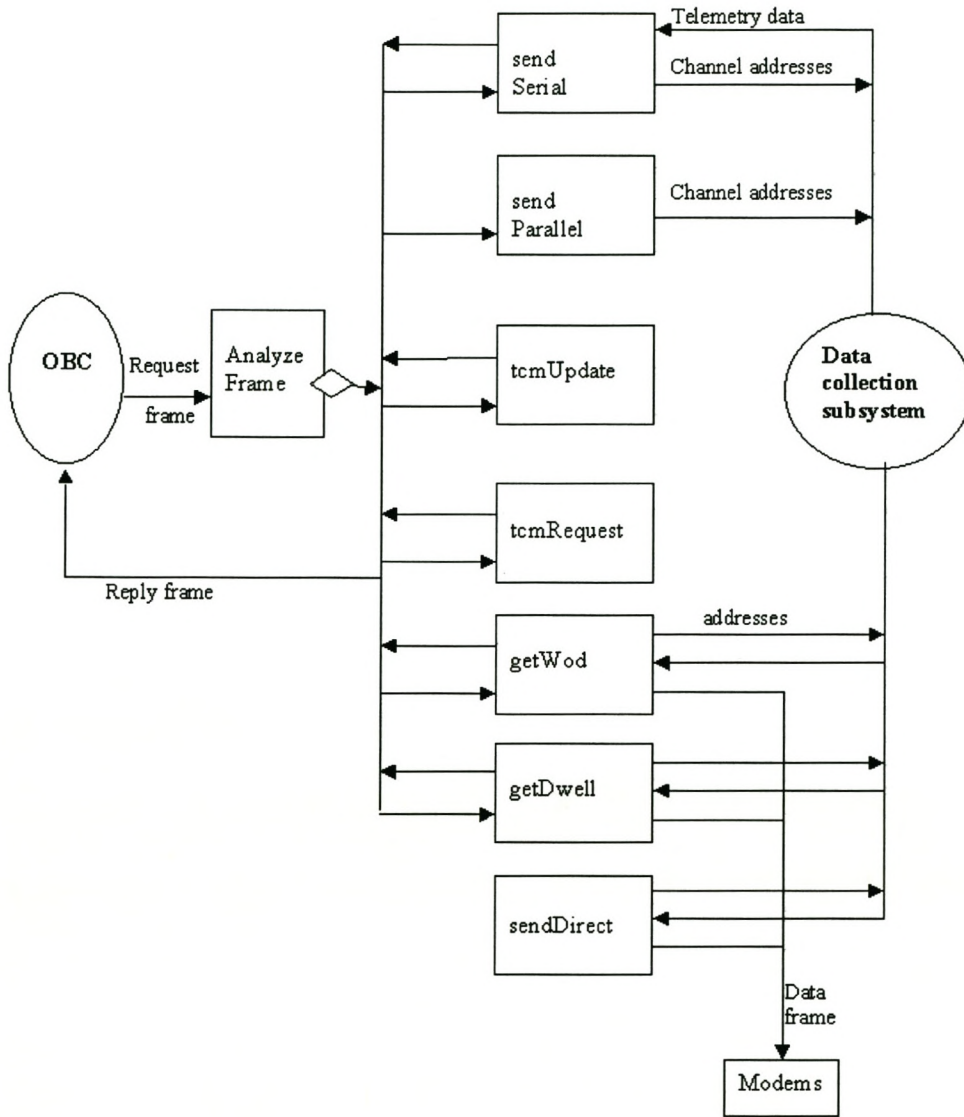 Telemetry data
send
Serial
Channel addresses
send
Parallel
Channel addresses
OBC
Request
frame
Analyze
Frame
tcmUpdate
Data
collection
subsystem
tcmRequest
Reply frame
addresses
getWod
getDwell
sendDirect
Data
frame
Modems